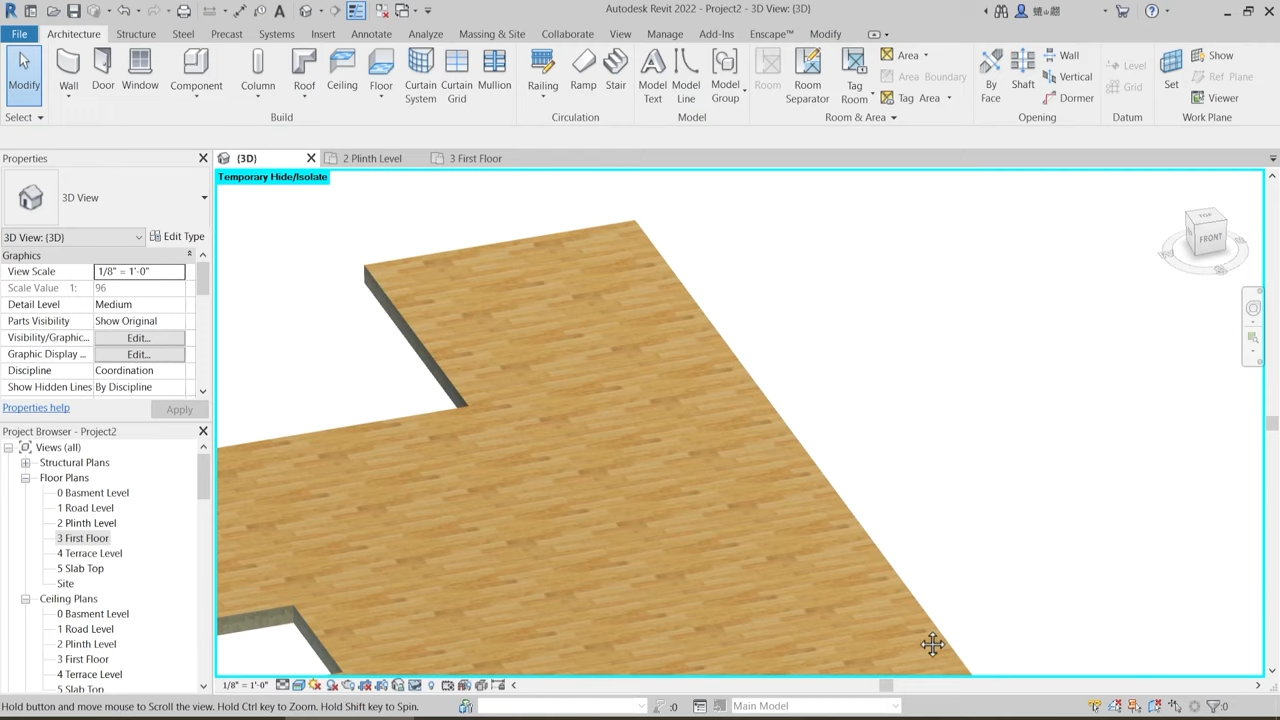 Autodesk Revit 2022 - Project2 - 3D View: {3D}
File Architecture Structure Steel Precast Systems Insert Annotate Analyze Massing & Site Collaborate View Manage Add-Ins Enscape™ Modify
Modify Wall Door Window Component Column Roof Ceiling Floor Curtain System Curtain Grid Mullion Railing Ramp Stair Model Text Model Line Model Group Room Room Separator Tag Room
Area
Area Boundary
Tag Area
By Face Shaft
Wall
Vertical
Dormer
Level
Grid
Set
Show
Ref Plane
Viewer
Select Build Circulation Model Room & Area Opening Datum Work Plane
Properties
{3D} 2 Plinth Level 3 First Floor
Temporary Hide/Isolate
3D View
3D View: {3D} Edit Type
Graphics
View Scale 1/8" = 1'-0"
Scale Value 1: 96
Detail Level Medium
Parts Visibility Show Original
Visibility/Graphic... Edit...
Graphic Display ... Edit...
Discipline Coordination
Show Hidden Lines By Discipline
Properties help Apply
TOP
FRONT
Project Browser - Project2
Views (all)
Structural Plans
Floor Plans
0 Basment Level
1 Road Level
2 Plinth Level
3 First Floor
4 Terrace Level
5 Slab Top
Site
Ceiling Plans
0 Basment Level
1 Road Level
2 Plinth Level
3 First Floor
4 Terrace Level
5 Slab Top
1/8" = 1'-0"
Hold button and move mouse to Scroll the view. Hold Ctrl key to Zoom. Hold Shift key to Spin. :0 Main Model :0